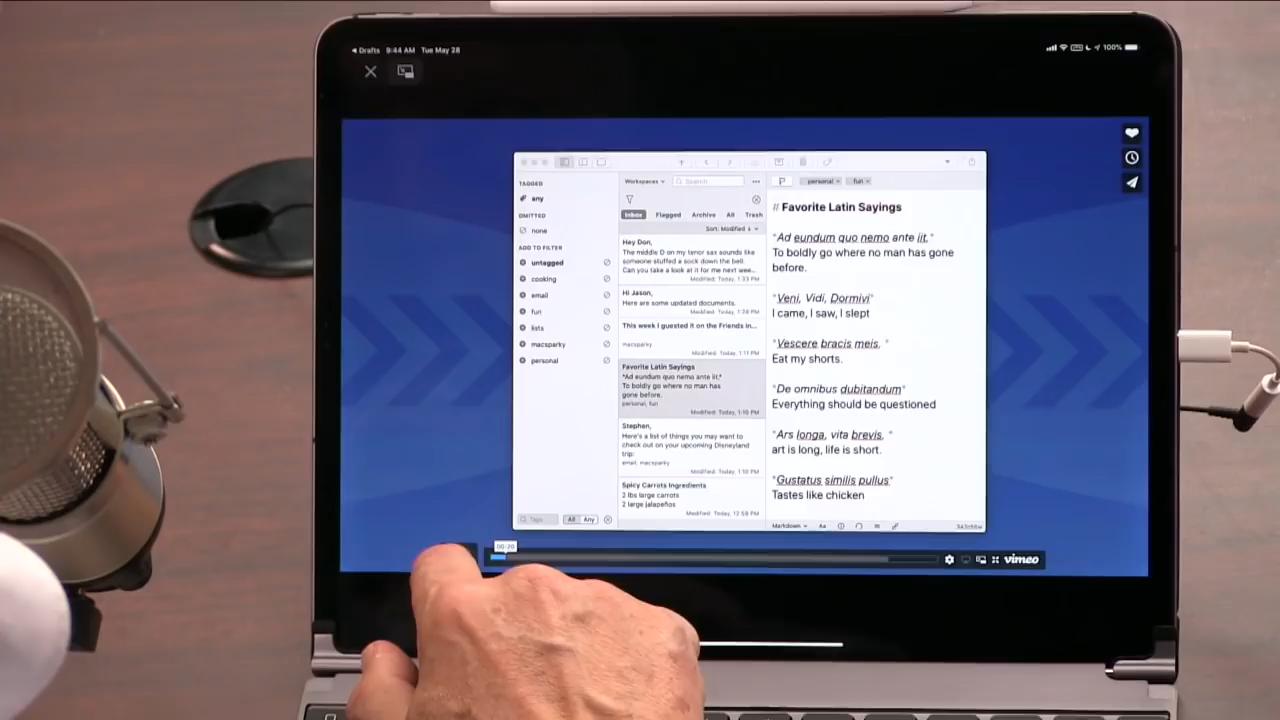 Drafts 9:44 AM Tue May 28
100%
TAGGED
any
OMITTED
none
ADD TO FILTER
untagged
cooking
email
fun
lists
macsparky
personal
Tags
All Any
Workspaces
Search
Inbox Flagged Archive All Trash
Sort: Modified
Hey Don,
The middle D on my tenor sax sounds like
someone stuffed a sock down the bell.
Can you take a look at it for me next wee...
Modified: Today, 1:33 PM
Hi Jason,
Here are some updated documents.
Modified: Today, 1:28 PM
This week I guested it on the Friends in...
macsparky
Modified: Today, 1:11 PM
Favorite Latin Sayings
"Ad eundum quo nemo ante iit."
To boldly go where no man has
gone before.
personal, fun
Modified: Today, 1:10 PM
Stephen,
Here's a list of things you may want to
check out on your upcoming Disneyland
trip:
email, macsparky
Modified: Today, 1:10 PM
Spicy Carrots Ingredients
2 lbs large carrots
2 large jalapeños
Modified: Today, 12:58 PM
personal fun
# Favorite Latin Sayings
"Ad eundum quo nemo ante iit."
To boldly go where no man has gone
before.
"Veni, Vidi, Dormivi"
I came, I saw, I slept
"Vescere bracis meis. "
Eat my shorts.
"De omnibus dubitandum"
Everything should be questioned
"Ars longa, vita brevis. "
art is long, life is short.
"Gustatus similis pullus"
Tastes like chicken
Markdown Aa
00:20
vimeo